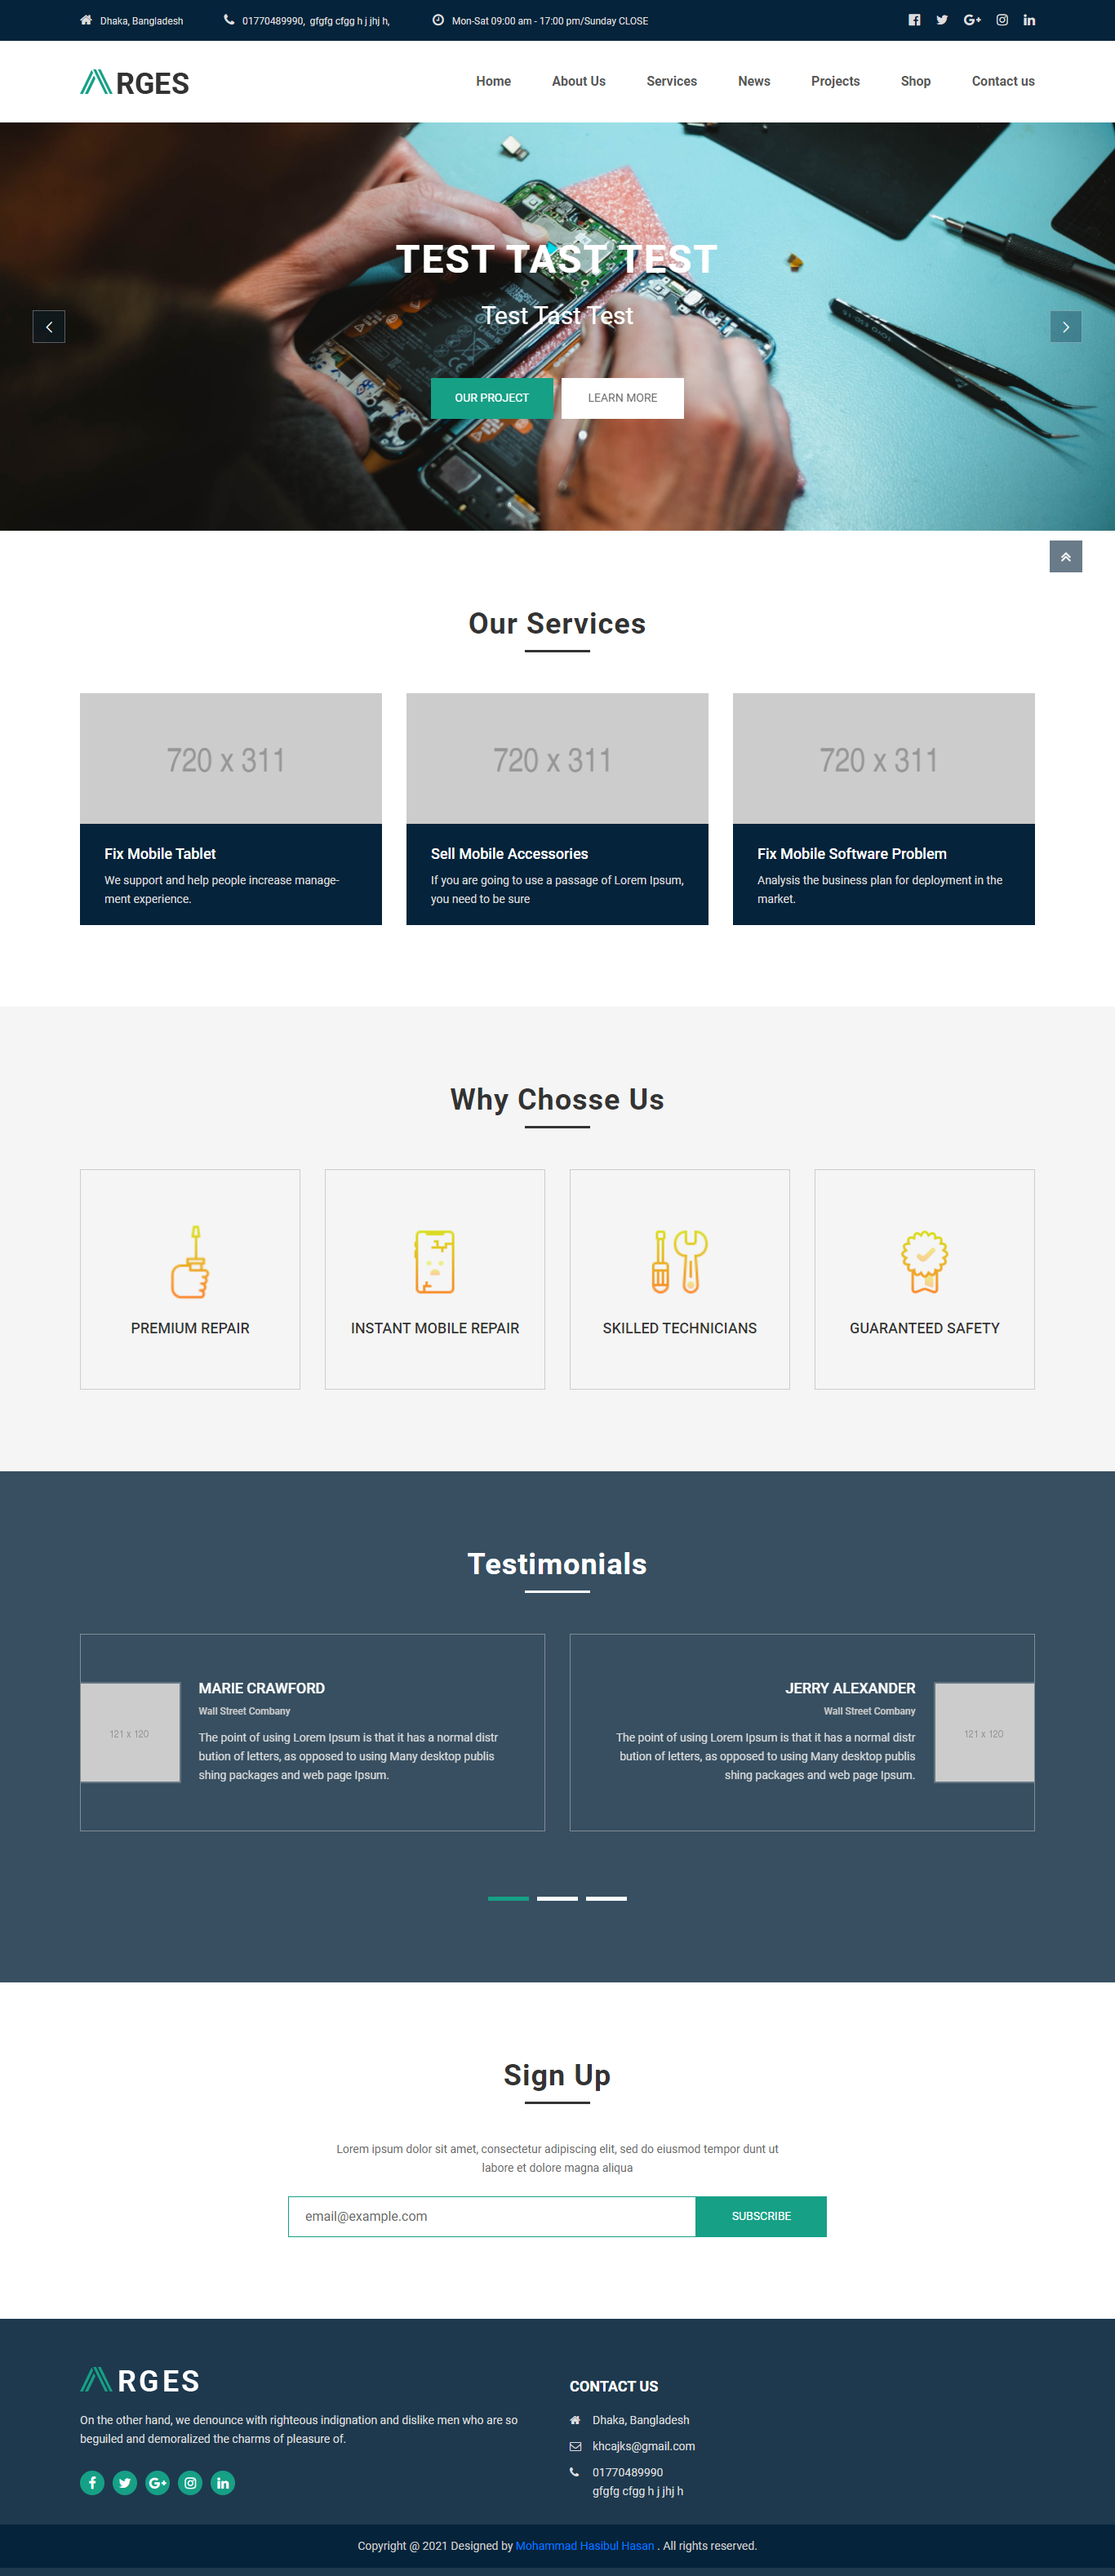 Dhaka, Bangladesh 01770489990, gfgfg cfgg h j jhj h, Mon-Sat 09:00 am - 17:00 pm/Sunday CLOSE
RGES Home About Us Services News Projects Shop Contact us
TEST TAST TEST
Test Tast Test
OUR PROJECT LEARN MORE
Our Services
720 x 311 720 x 311 720 x 311
Fix Mobile Tablet
We support and help people increase manage-
ment experience.
Sell Mobile Accessories
If you are going to use a passage of Lorem Ipsum,
you need to be sure
Fix Mobile Software Problem
Analysis the business plan for deployment in the
market.
Why Chosse Us
PREMIUM REPAIR INSTANT MOBILE REPAIR SKILLED TECHNICIANS GUARANTEED SAFETY
Testimonials
121 x 120
MARIE CRAWFORD
Wall Street Combany
The point of using Lorem Ipsum is that it has a normal distr
bution of letters, as opposed to using Many desktop publis
shing packages and web page Ipsum.
JERRY ALEXANDER
Wall Street Combany
The point of using Lorem Ipsum is that it has a normal distr
bution of letters, as opposed to using Many desktop publis
shing packages and web page Ipsum.
121 x 120
Sign Up
Lorem ipsum dolor sit amet, consectetur adipiscing elit, sed do eiusmod tempor dunt ut
labore et dolore magna aliqua
email@example.com SUBSCRIBE
RGES
On the other hand, we denounce with righteous indignation and dislike men who are so
beguiled and demoralized the charms of pleasure of.
CONTACT US
Dhaka, Bangladesh
khcajks@gmail.com
01770489990
gfgfg cfgg h j jhj h
Copyright @ 2021 Designed by Mohammad Hasibul Hasan . All rights reserved.